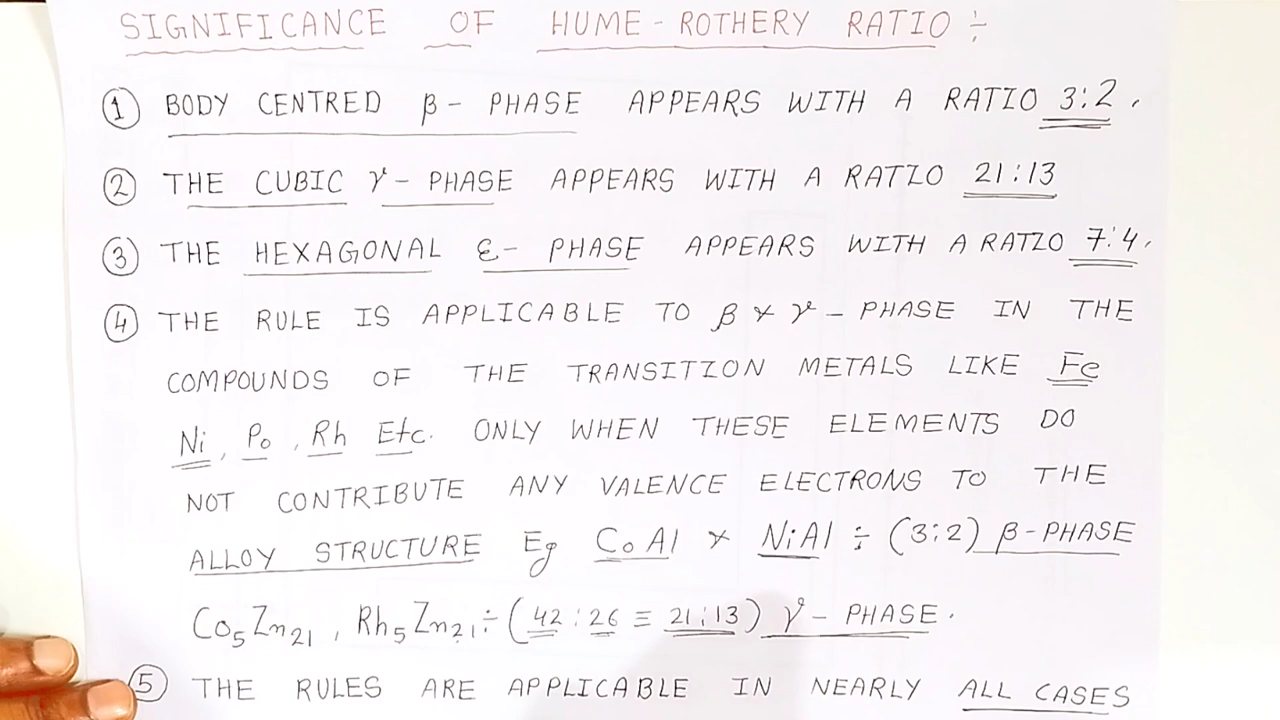 SIGNIFICANCE OF HUME-ROTHERY RATIO ÷
① BODY CENTRED β- PHASE APPEARS WITH A RATIO 3:2.
② THE CUBIC γ- PHASE APPEARS WITH A RATIO 21:13
③ THE HEXAGONAL ε- PHASE APPEARS WITH A RATIO 7:4.
④ THE RULE IS APPLICABLE TO β & γ- PHASE IN THE
COMPOUNDS OF THE TRANSITION METALS LIKE Fe
Ni, Po, Rh Etc. ONLY WHEN THESE ELEMENTS DO
NOT CONTRIBUTE ANY VALENCE ELECTRONS TO THE
ALLOY STRUCTURE Eg CoAl & NiAl ÷ (3:2) β-PHASE
Co₅Zn₂₁, Rh₅Zn₂₁ ÷ (42:26 ≡ 21:13) γ- PHASE.
⑤ THE RULES ARE APPLICABLE IN NEARLY ALL CASES